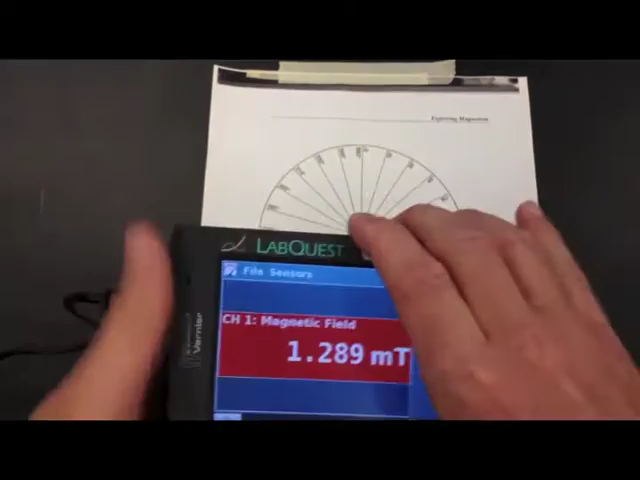 Exploring Magnetism
LABQUEST
File Sensors
Vernier
CH 1: Magnetic Field
1.289 mT